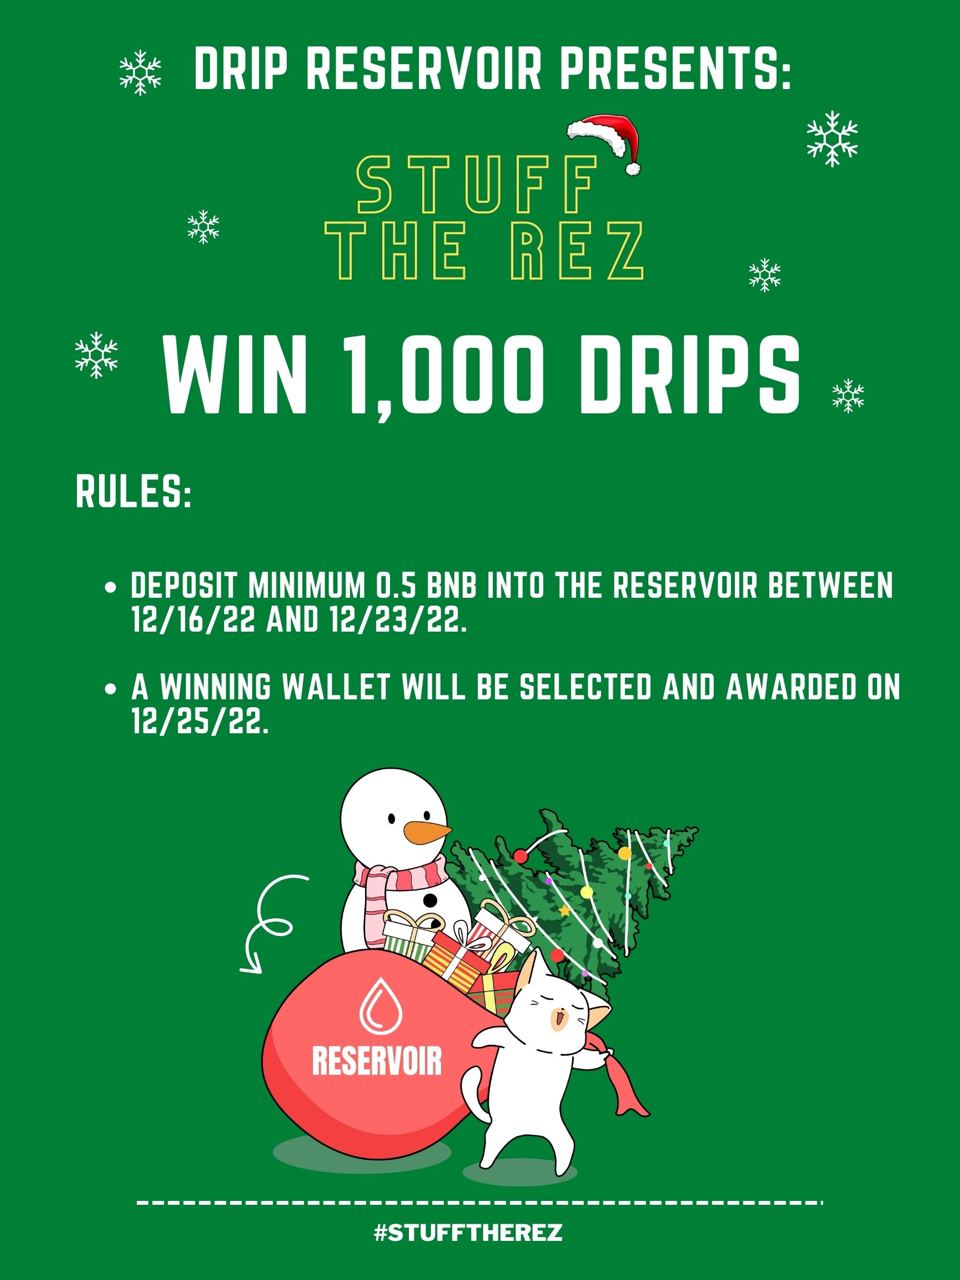 DRIP RESERVOIR PRESENTS:
STUFF
THE REZ
WIN 1,000 DRIPS
RULES:
• DEPOSIT MINIMUM 0.5 BNB INTO THE RESERVOIR BETWEEN
12/16/22 AND 12/23/22.
• A WINNING WALLET WILL BE SELECTED AND AWARDED ON
12/25/22.
RESERVOIR
#STUFFTHEREZ